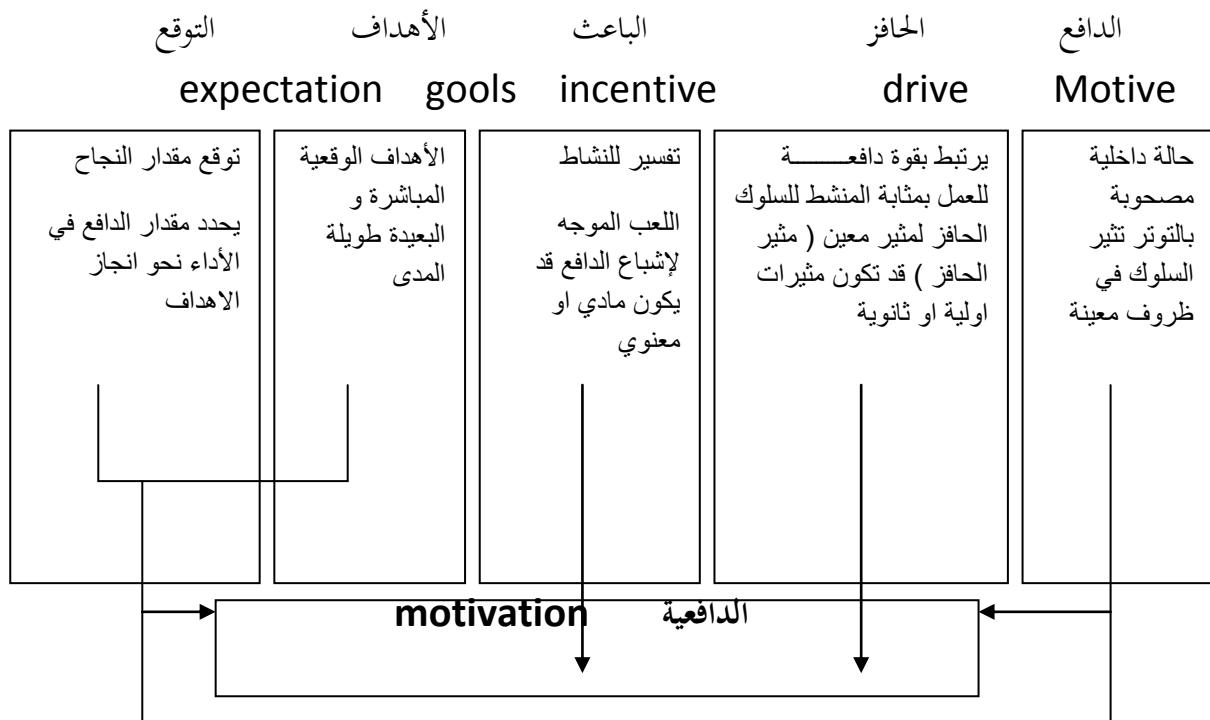 الدافع الحافز الباعث الأهداف التوقع
expectation gools incentive drive Motive
حالة داخلية
مصحوبة
بالتوتر تثير
السلوك في
ظروف معينة
يرتبط بقوة دافعــــــــة
للعمل بمثابة المنشط للسلوك
الحافز لمثير معين ( مثير
الحافز ) قد تكون مثيرات
اولية او ثانوية
تفسير للنشاط
اللعب الموجه
لإشباع الدافع قد
يكون مادي او
معنوي
الأهداف الوقعية
المباشرة و
البعيدة طويلة
المدى
توقع مقدار النجاح
يحدد مقدار الدافع في
الأداء نحو انجاز
الاهداف
الدافعية motivation